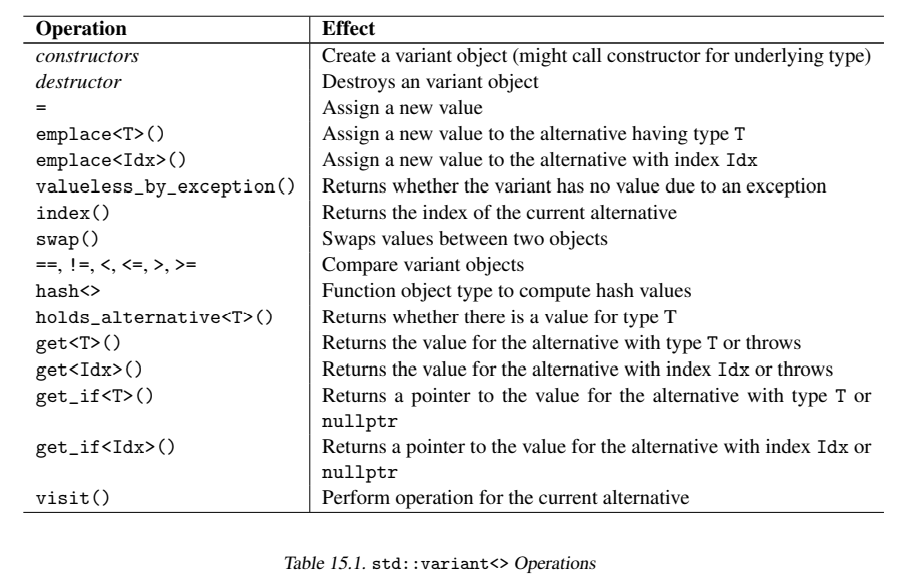 Operation Effect
constructors Create a variant object (might call constructor for underlying type)
destructor Destroys an variant object
= Assign a new value
emplace<T>() Assign a new value to the alternative having type T
emplace<Idx>() Assign a new value to the alternative with index Idx
valueless_by_exception() Returns whether the variant has no value due to an exception
index() Returns the index of the current alternative
swap() Swaps values between two objects
==, !=, <, <=, >, >= Compare variant objects
hash<> Function object type to compute hash values
holds_alternative<T>() Returns whether there is a value for type T
get<T>() Returns the value for the alternative with type T or throws
get<Idx>() Returns the value for the alternative with index Idx or throws
get_if<T>() Returns a pointer to the value for the alternative with type T or
nullptr
get_if<Idx>() Returns a pointer to the value for the alternative with index Idx or
nullptr
visit() Perform operation for the current alternative
Table 15.1. std::variant<> Operations